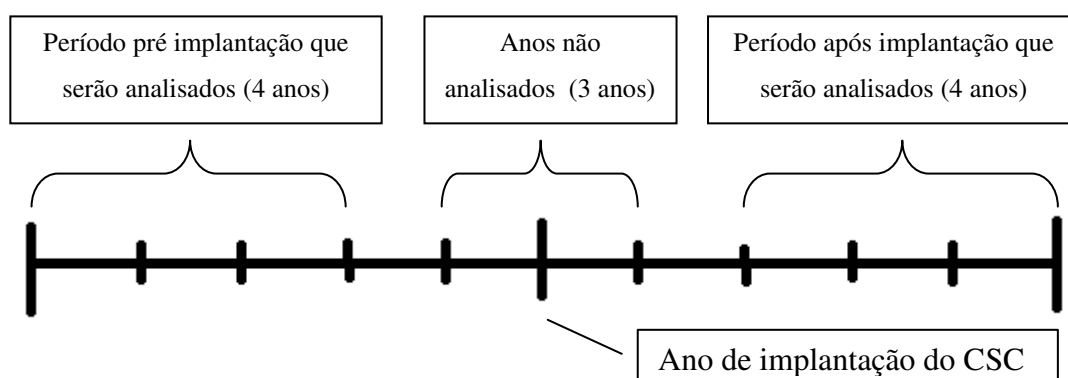 Período pré implantação que
serão analisados (4 anos)
Anos não
analisados (3 anos)
Período após implantação que
serão analisados (4 anos)
Ano de implantação do CSC